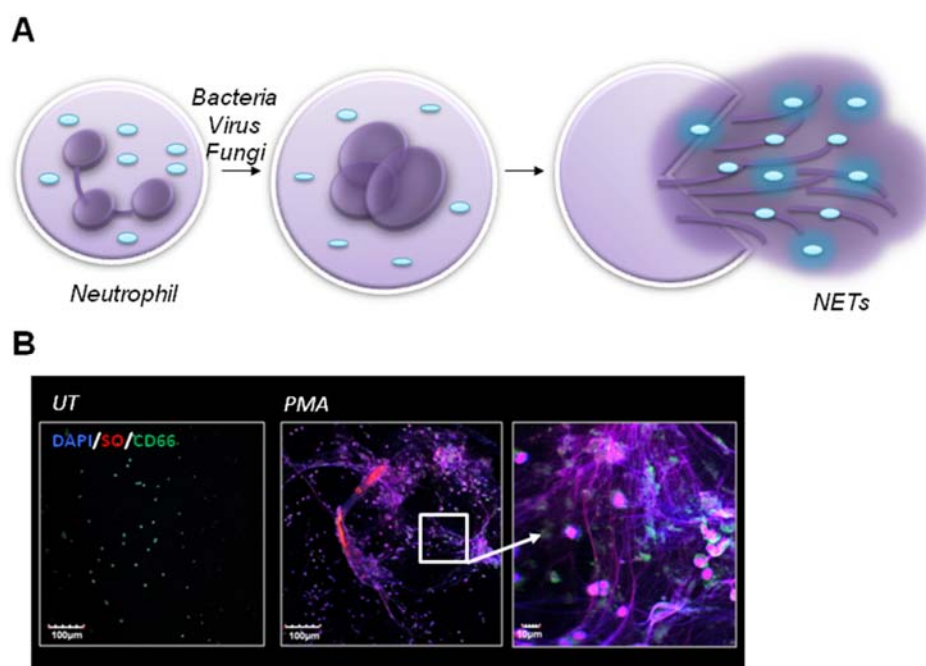 A
Bacteria
Virus
Fungi
Neutrophil
NETs
B
UT
PMA
DAPI/SO/CD66
100µm
100µm
10µm